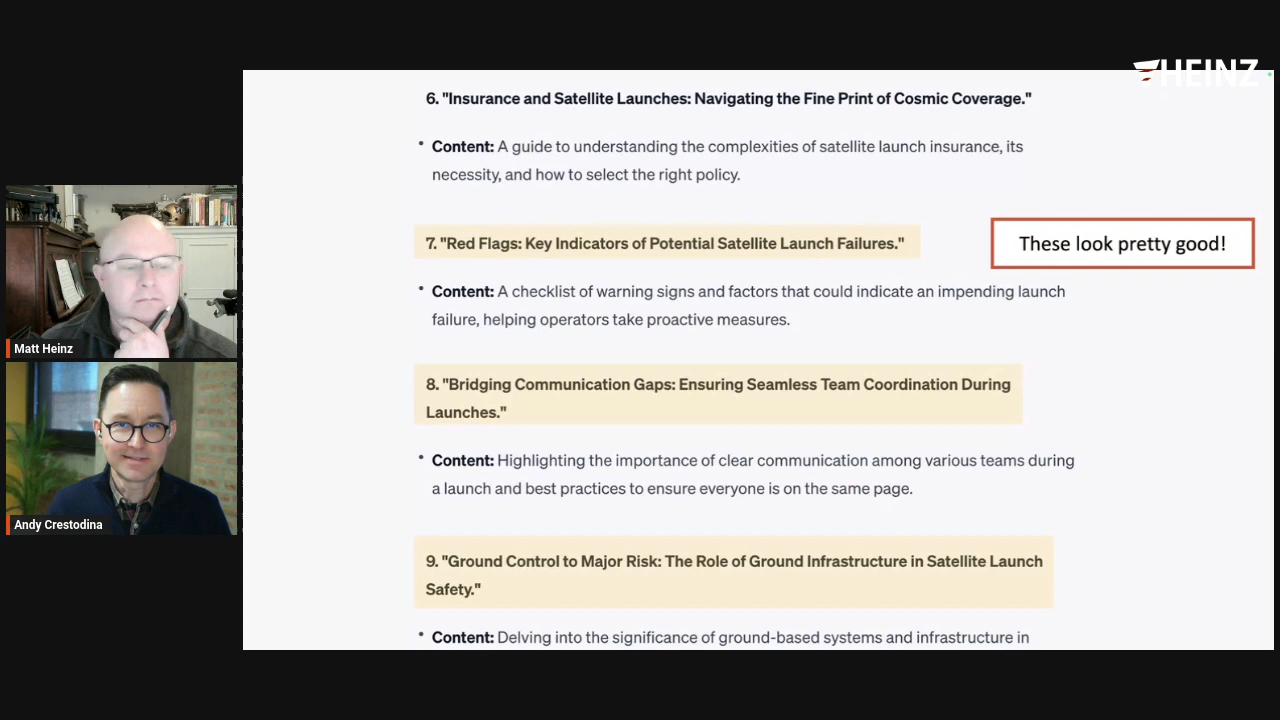 HEINZ
6. "Insurance and Satellite Launches: Navigating the Fine Print of Cosmic Coverage."
• Content: A guide to understanding the complexities of satellite launch insurance, its
necessity, and how to select the right policy.
7. "Red Flags: Key Indicators of Potential Satellite Launch Failures."
These look pretty good!
• Content: A checklist of warning signs and factors that could indicate an impending launch
failure, helping operators take proactive measures.
8. "Bridging Communication Gaps: Ensuring Seamless Team Coordination During
Launches."
• Content: Highlighting the importance of clear communication among various teams during
a launch and best practices to ensure everyone is on the same page.
9. "Ground Control to Major Risk: The Role of Ground Infrastructure in Satellite Launch
Safety."
• Content: Delving into the significance of ground-based systems and infrastructure in
Matt Heinz
Andy Crestodina